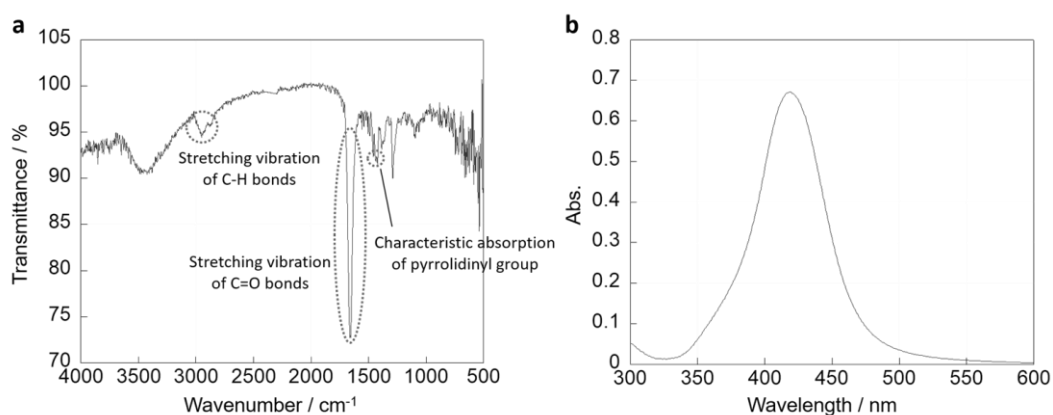 a
105
100
95
90
85
80
75
70
Transmittance / %
Stretching vibration
of C-H bonds
Stretching vibration
of C=O bonds
Characteristic absorption
of pyrrolidinyl group
4000 3500 3000 2500 2000 1500 1000 500
Wavenumber / cm⁻¹
b
0.8
0.7
0.6
0.5
0.4
0.3
0.2
0.1
0
Abs.
300 350 400 450 500 550 600
Wavelength / nm